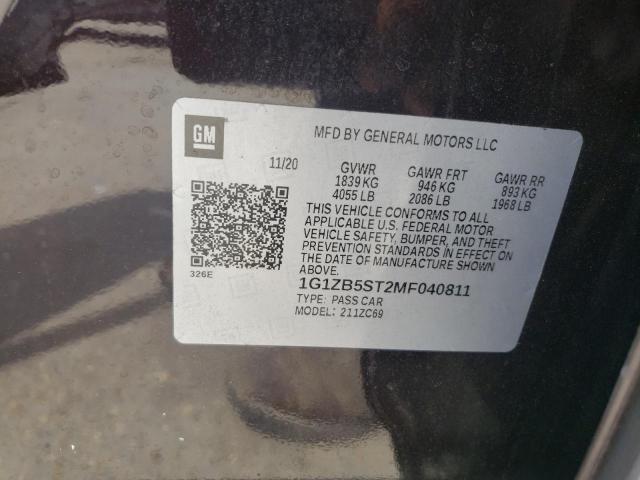 GM
MFD BY GENERAL MOTORS LLC
11/20 GVWR GAWR FRT GAWR RR
1839 KG 946 KG 893 KG
4055 LB 2086 LB 1968 LB
THIS VEHICLE CONFORMS TO ALL
APPLICABLE U.S. FEDERAL MOTOR
VEHICLE SAFETY, BUMPER, AND THEFT
PREVENTION STANDARDS IN EFFECT ON
THE DATE OF MANUFACTURE SHOWN
ABOVE.
326E
1G1ZB5ST2MF040811
TYPE: PASS CAR
MODEL: 211ZC69